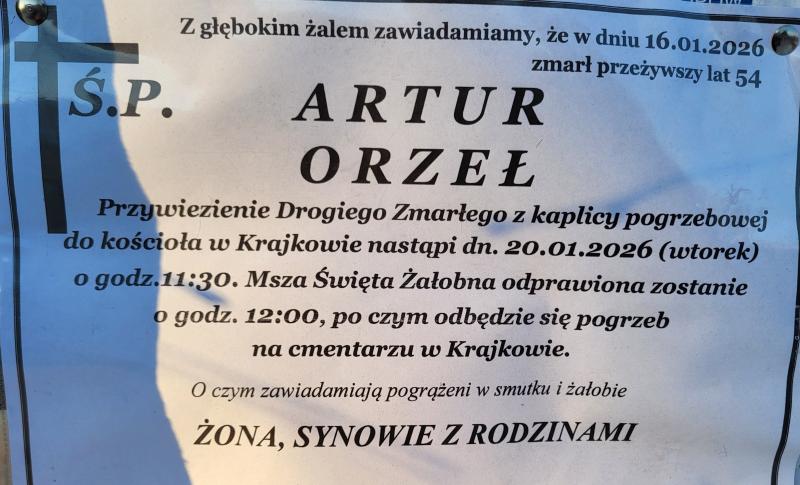 Z głębokim żalem zawiadamiamy, że w dniu 16.01.2026
zmarł przeżywszy lat 54
Ś.P. ARTUR
ORZEŁ
Przywiezienie Drogiego Zmarłego z kaplicy pogrzebowej
do kościoła w Krajkowie nastąpi dn. 20.01.2026 (wtorek)
o godz.11:30. Msza Święta Żałobna odprawiona zostanie
o godz. 12:00, po czym odbędzie się pogrzeb
na cmentarzu w Krajkowie.
O czym zawiadamiają pogrążeni w smutku i żałobie
ŻONA, SYNOWIE Z RODZINAMI